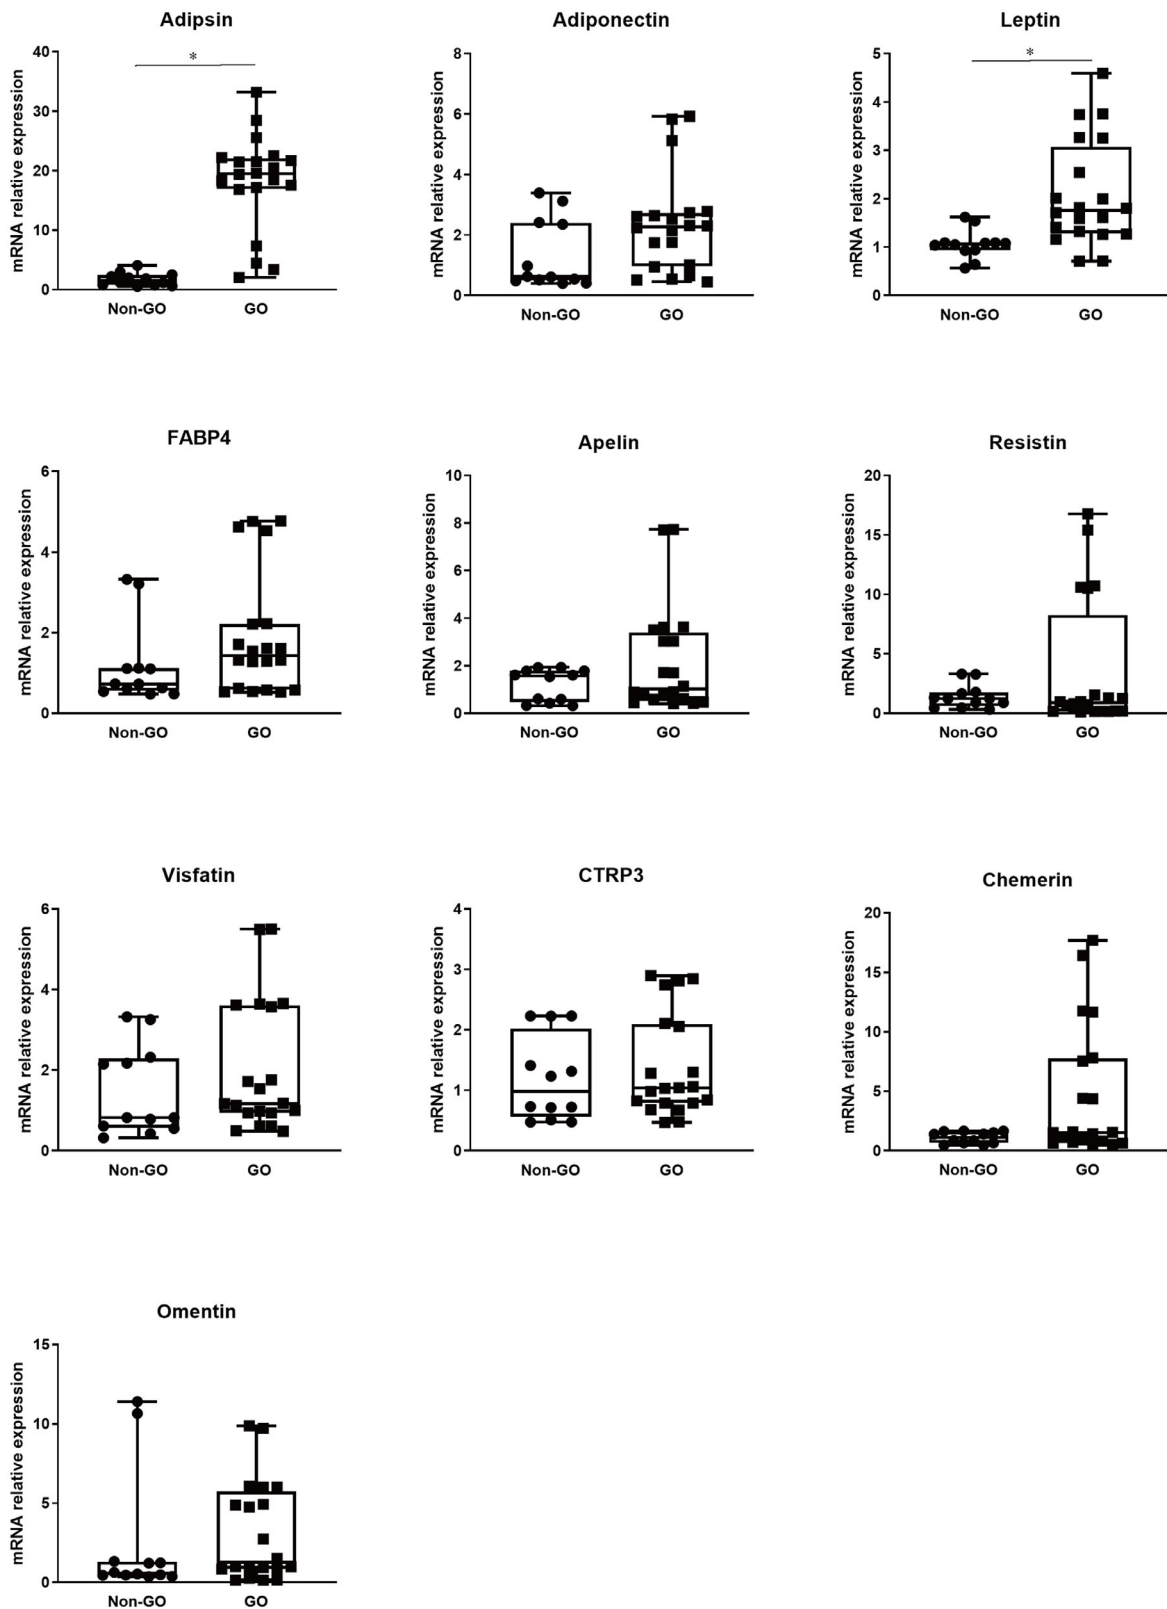 Adipsin
*
mRNA relative expression
40
30
20
10
0
Non-GO GO
Adiponectin
mRNA relative expression
8
6
4
2
0
Non-GO GO
Leptin
*
mRNA relative expression
5
4
3
2
1
0
Non-GO GO
FABP4
mRNA relative expression
6
4
2
0
Non-GO GO
Apelin
mRNA relative expression
10
8
6
4
2
0
Non-GO GO
Resistin
mRNA relative expression
20
15
10
5
0
Non-GO GO
Visfatin
mRNA relative expression
6
4
2
0
Non-GO GO
CTRP3
mRNA relative expression
4
3
2
1
0
Non-GO GO
Chemerin
mRNA relative expression
20
15
10
5
0
Non-GO GO
Omentin
mRNA relative expression
15
10
5
0
Non-GO GO